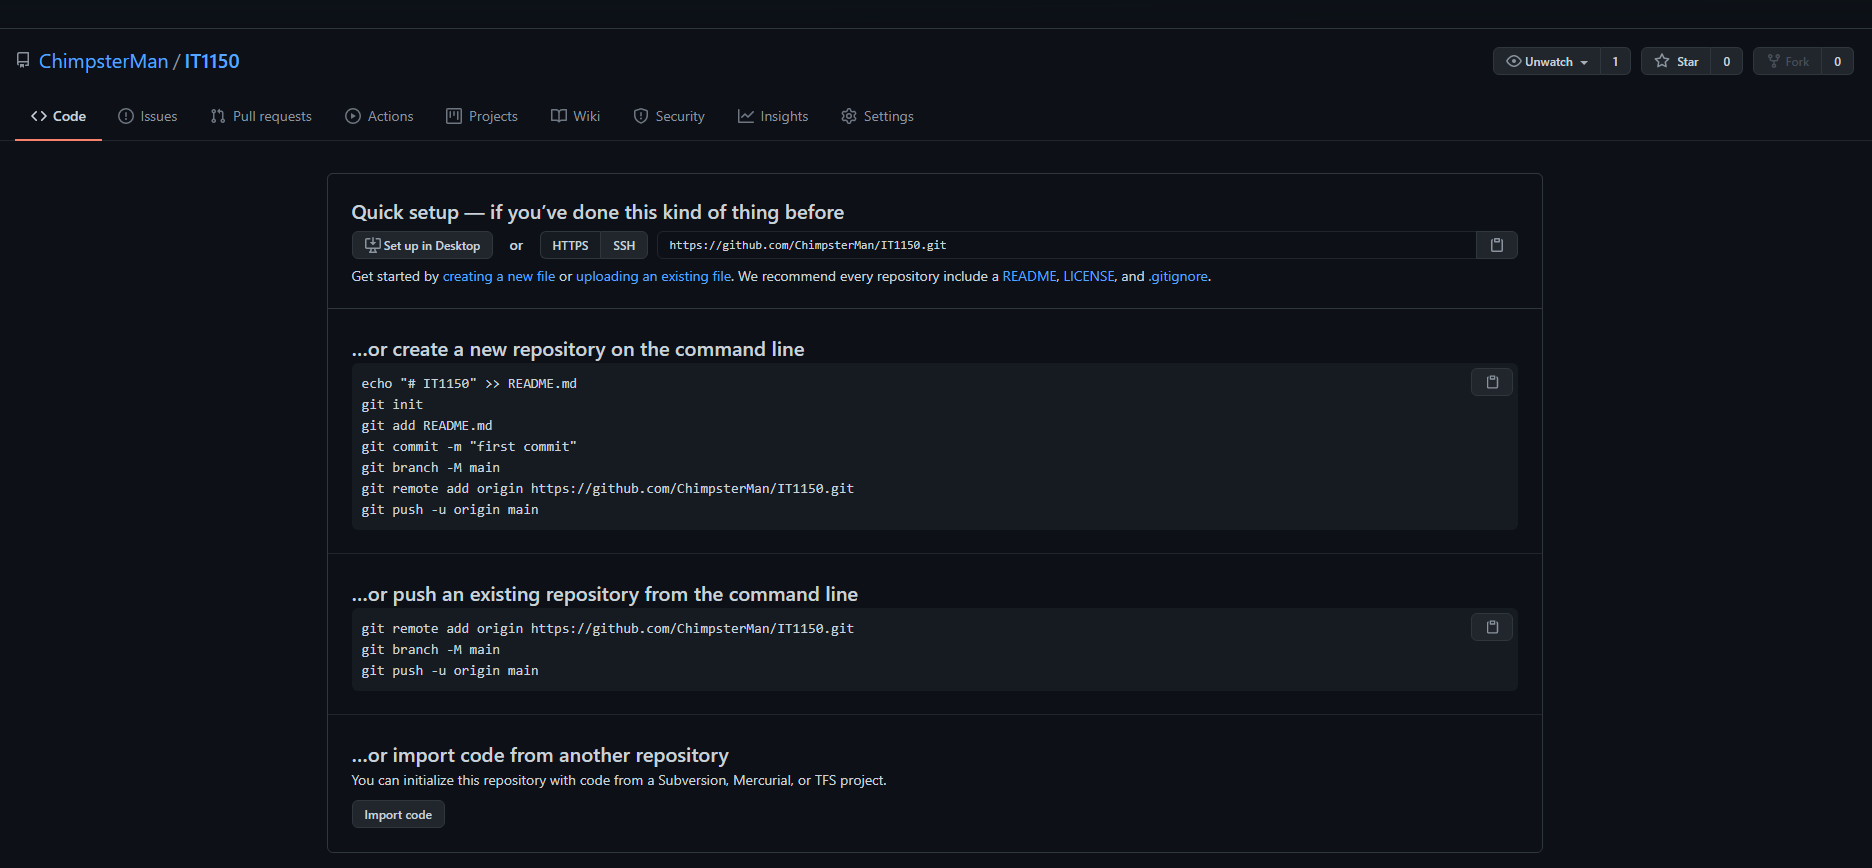 ChimpsterMan / IT1150
Unwatch 1 Star 0 Fork 0
Code Issues Pull requests Actions Projects Wiki Security Insights Settings
Quick setup — if you’ve done this kind of thing before
Set up in Desktop or HTTPS SSH https://github.com/ChimpsterMan/IT1150.git
Get started by creating a new file or uploading an existing file. We recommend every repository include a README, LICENSE, and .gitignore.
…or create a new repository on the command line
echo "# IT1150" >> README.md
git init
git add README.md
git commit -m "first commit"
git branch -M main
git remote add origin https://github.com/ChimpsterMan/IT1150.git
git push -u origin main
…or push an existing repository from the command line
git remote add origin https://github.com/ChimpsterMan/IT1150.git
git branch -M main
git push -u origin main
…or import code from another repository
You can initialize this repository with code from a Subversion, Mercurial, or TFS project.
Import code